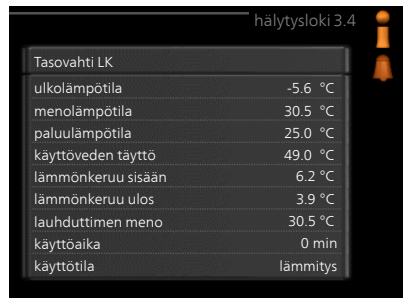 hälytysloki 3.4
Tasovahti LK
ulkolämpötila -5.6 °C
menolämpötila 30.5 °C
paluulämpötila 25.0 °C
käyttöveden täyttö 49.0 °C
lämmönkeruu sisään 6.2 °C
lämmönkeruu ulos 3.9 °C
lauhduttimen meno 30.5 °C
käyttöaika 0 min
käyttötila lämmitys